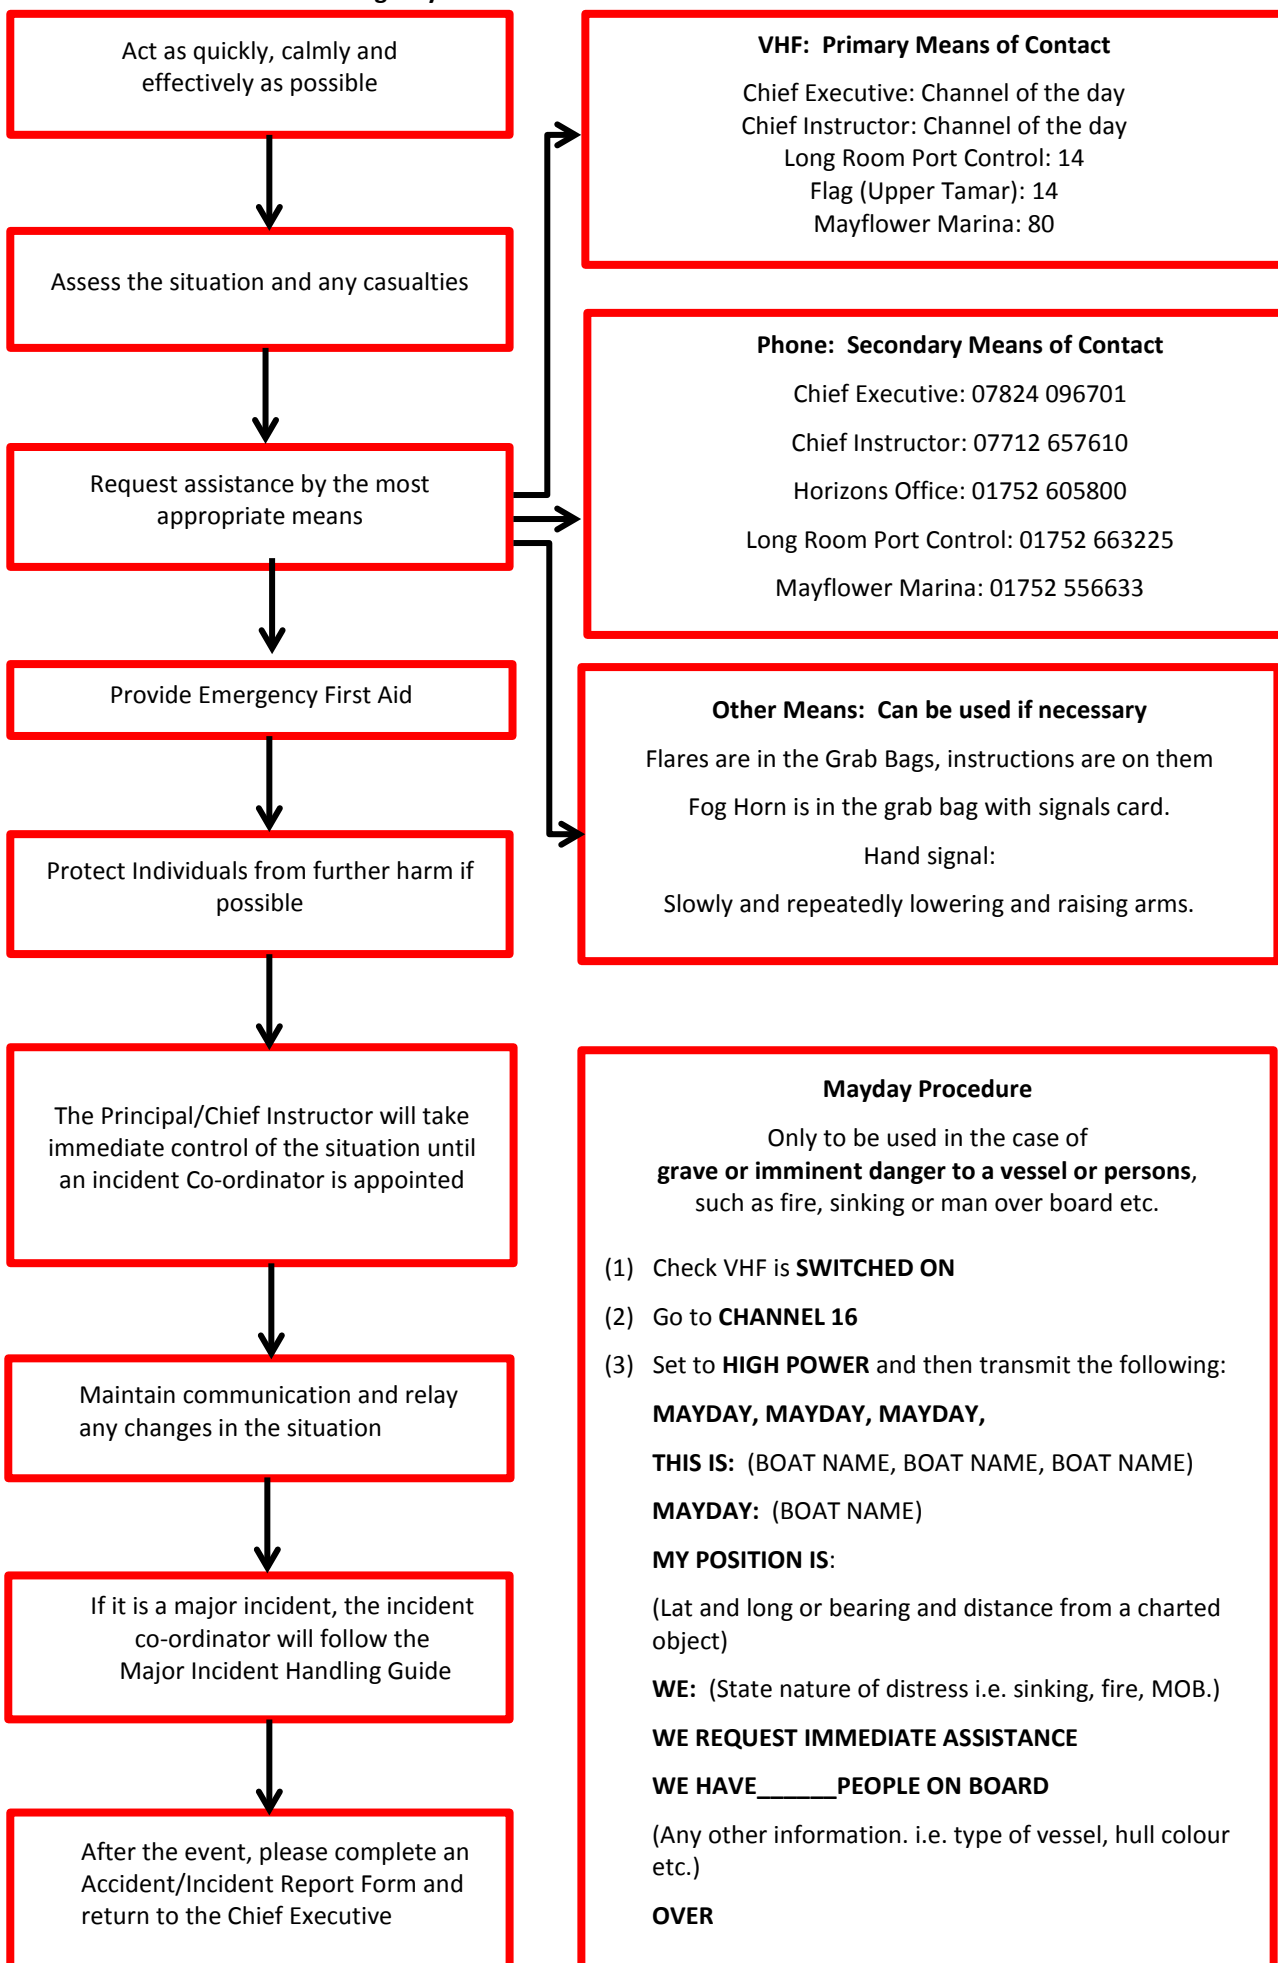 Act as quickly, calmly and
effectively as possible
Assess the situation and any casualties
Request assistance by the most
appropriate means
Provide Emergency First Aid
Protect Individuals from further harm if
possible
The Principal/Chief Instructor will take
immediate control of the situation until
an incident Co-ordinator is appointed
Maintain communication and relay
any changes in the situation
If it is a major incident, the incident
co-ordinator will follow the
Major Incident Handling Guide
After the event, please complete an
Accident/Incident Report Form and
return to the Chief Executive
VHF:  Primary Means of Contact
Chief Executive: Channel of the day
Chief Instructor: Channel of the day
Long Room Port Control: 14
Flag (Upper Tamar): 14
Mayflower Marina: 80
Phone:  Secondary Means of Contact
Chief Executive: 07824 096701
Chief Instructor: 07712 657610
Horizons Office: 01752 605800
Long Room Port Control: 01752 663225
Mayflower Marina: 01752 556633
Other Means:  Can be used if necessary
Flares are in the Grab Bags, instructions are on them
Fog Horn is in the grab bag with signals card.
Hand signal:
Slowly and repeatedly lowering and raising arms.
Mayday Procedure
Only to be used in the case of
grave or imminent danger to a vessel or persons,
such as fire, sinking or man over board etc.
(1) Check VHF is SWITCHED ON
(2) Go to CHANNEL 16
(3) Set to HIGH POWER and then transmit the following:
MAYDAY, MAYDAY, MAYDAY,
THIS IS:  (BOAT NAME, BOAT NAME, BOAT NAME)
MAYDAY:  (BOAT NAME)
MY POSITION IS:
(Lat and long or bearing and distance from a charted
object)
WE:  (State nature of distress i.e. sinking, fire, MOB.)
WE REQUEST IMMEDIATE ASSISTANCE
WE HAVE______PEOPLE ON BOARD
(Any other information. i.e. type of vessel, hull colour
etc.)
OVER